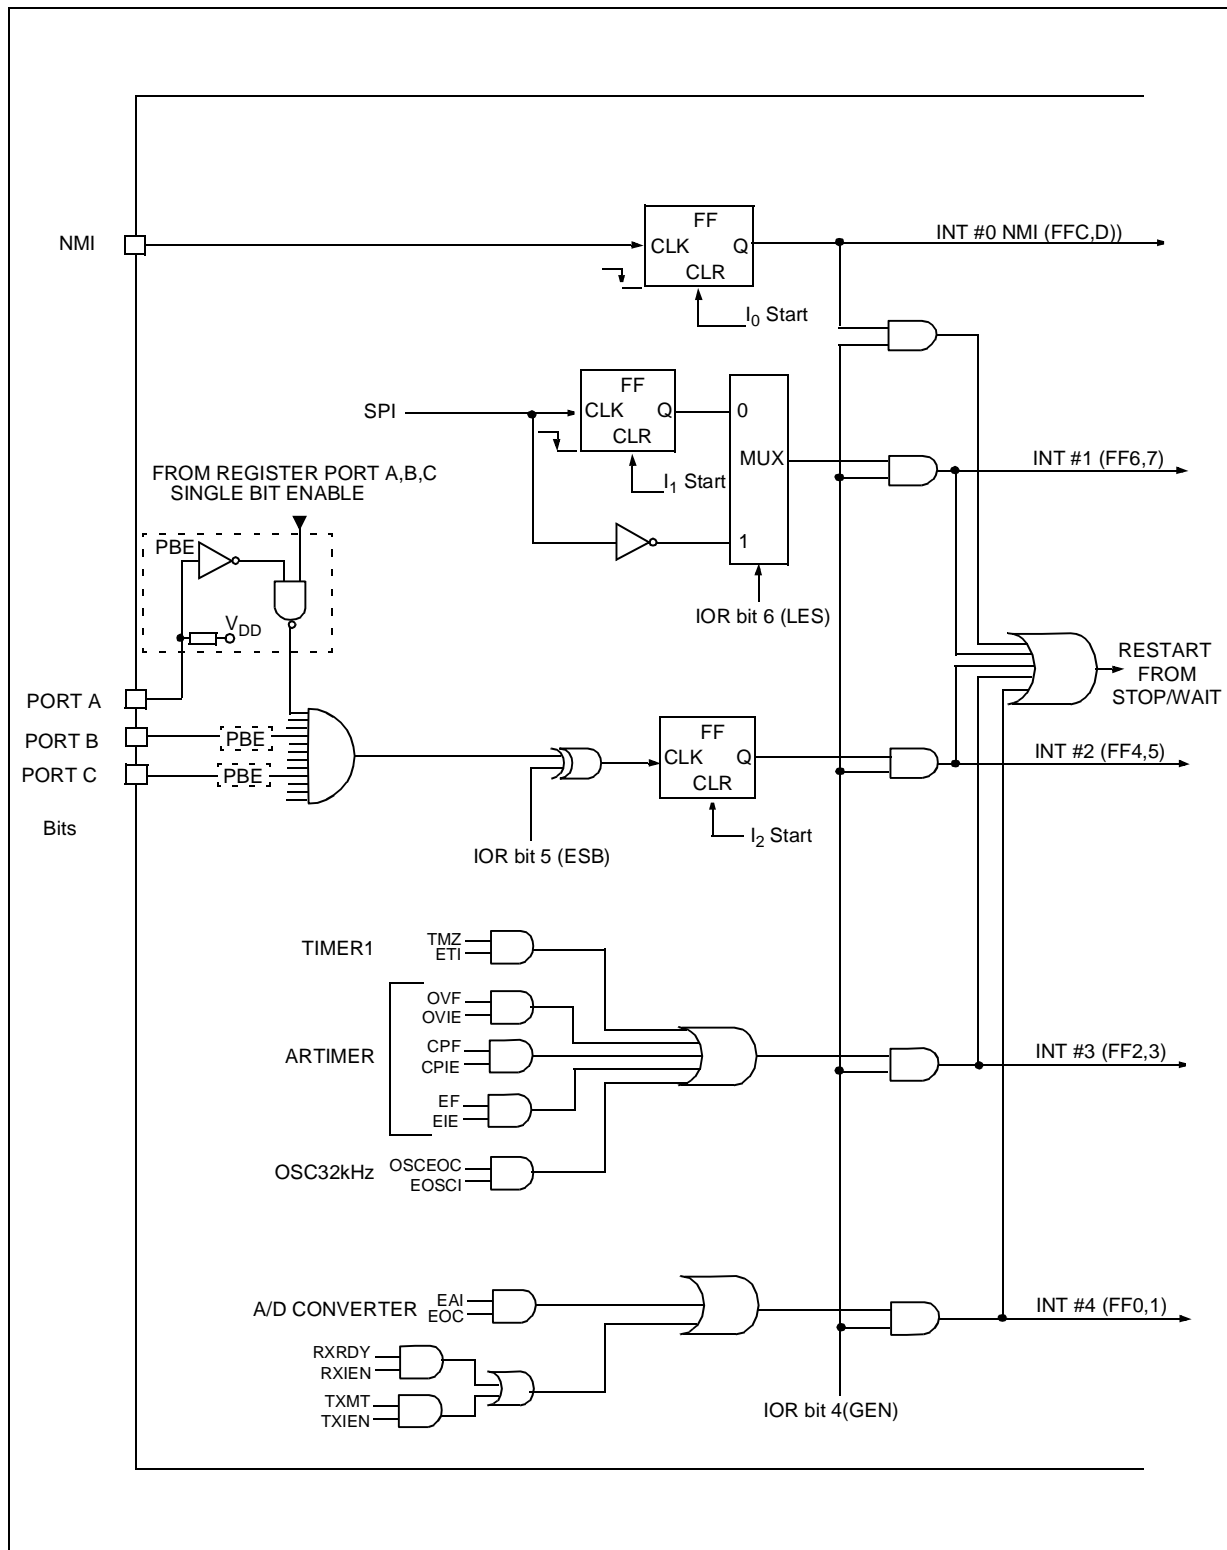 FF
NMI
CLK
Q
CLR
INT #0 NMI (FFC,D))
I0 Start
FF
SPI
CLK
Q
0
CLR
MUX
INT #1 (FF6,7)
FROM REGISTER PORT A,B,C
SINGLE BIT ENABLE
I1 Start
PBE
1
IOR bit 6 (LES)
VDD
RESTART
FROM
STOP/WAIT
PORT A
PORT B
PBE
PORT C
PBE
FF
CLK
Q
CLR
INT #2 (FF4,5)
Bits
I2 Start
IOR bit 5 (ESB)
TIMER1
TMZ
ETI
OVF
OVIE
ARTIMER
CPF
CPIE
INT #3 (FF2,3)
EF
EIE
OSC32kHz
OSCEOC
EOSCI
A/D CONVERTER
EAI
EOC
INT #4 (FF0,1)
RXRDY
RXIEN
TXMT
TXIEN
IOR bit 4(GEN)